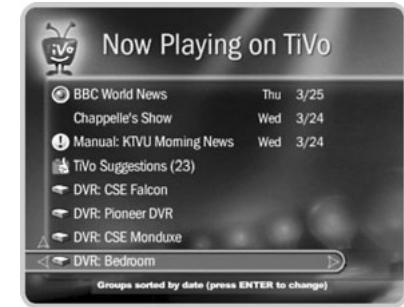 TiVo
Now Playing on TiVo
BBC World News Thu 3/25
Chappelle's Show Wed 3/24
Manual: KTVU Morning News Wed 3/24
TiVo Suggestions (23)
DVR: CSE Falcon
DVR: Pioneer DVR
DVR: CSE Monduxe
DVR: Bedroom
Groups sorted by date (press ENTER to change)